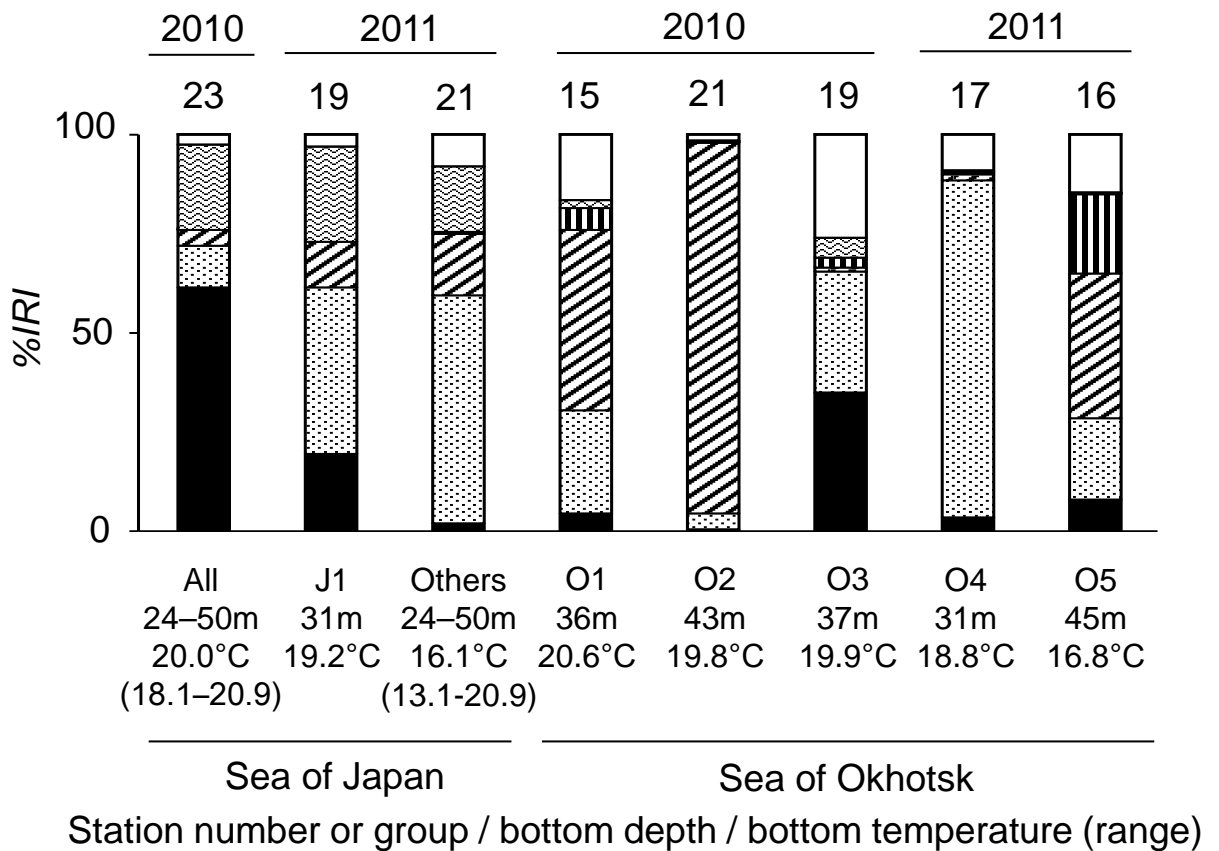 2010 2011 2010 2011
23 19 21 15 21 19 17 16
100
50
0
%IRI
All J1 Others O1 O2 O3 O4 O5
24–50m 31m 24–50m 36m 43m 37m 31m 45m
20.0°C 19.2°C 16.1°C 20.6°C 19.8°C 19.9°C 18.8°C 16.8°C
(18.1–20.9) (13.1-20.9)
Sea of Japan Sea of Okhotsk
Station number or group / bottom depth / bottom temperature (range)